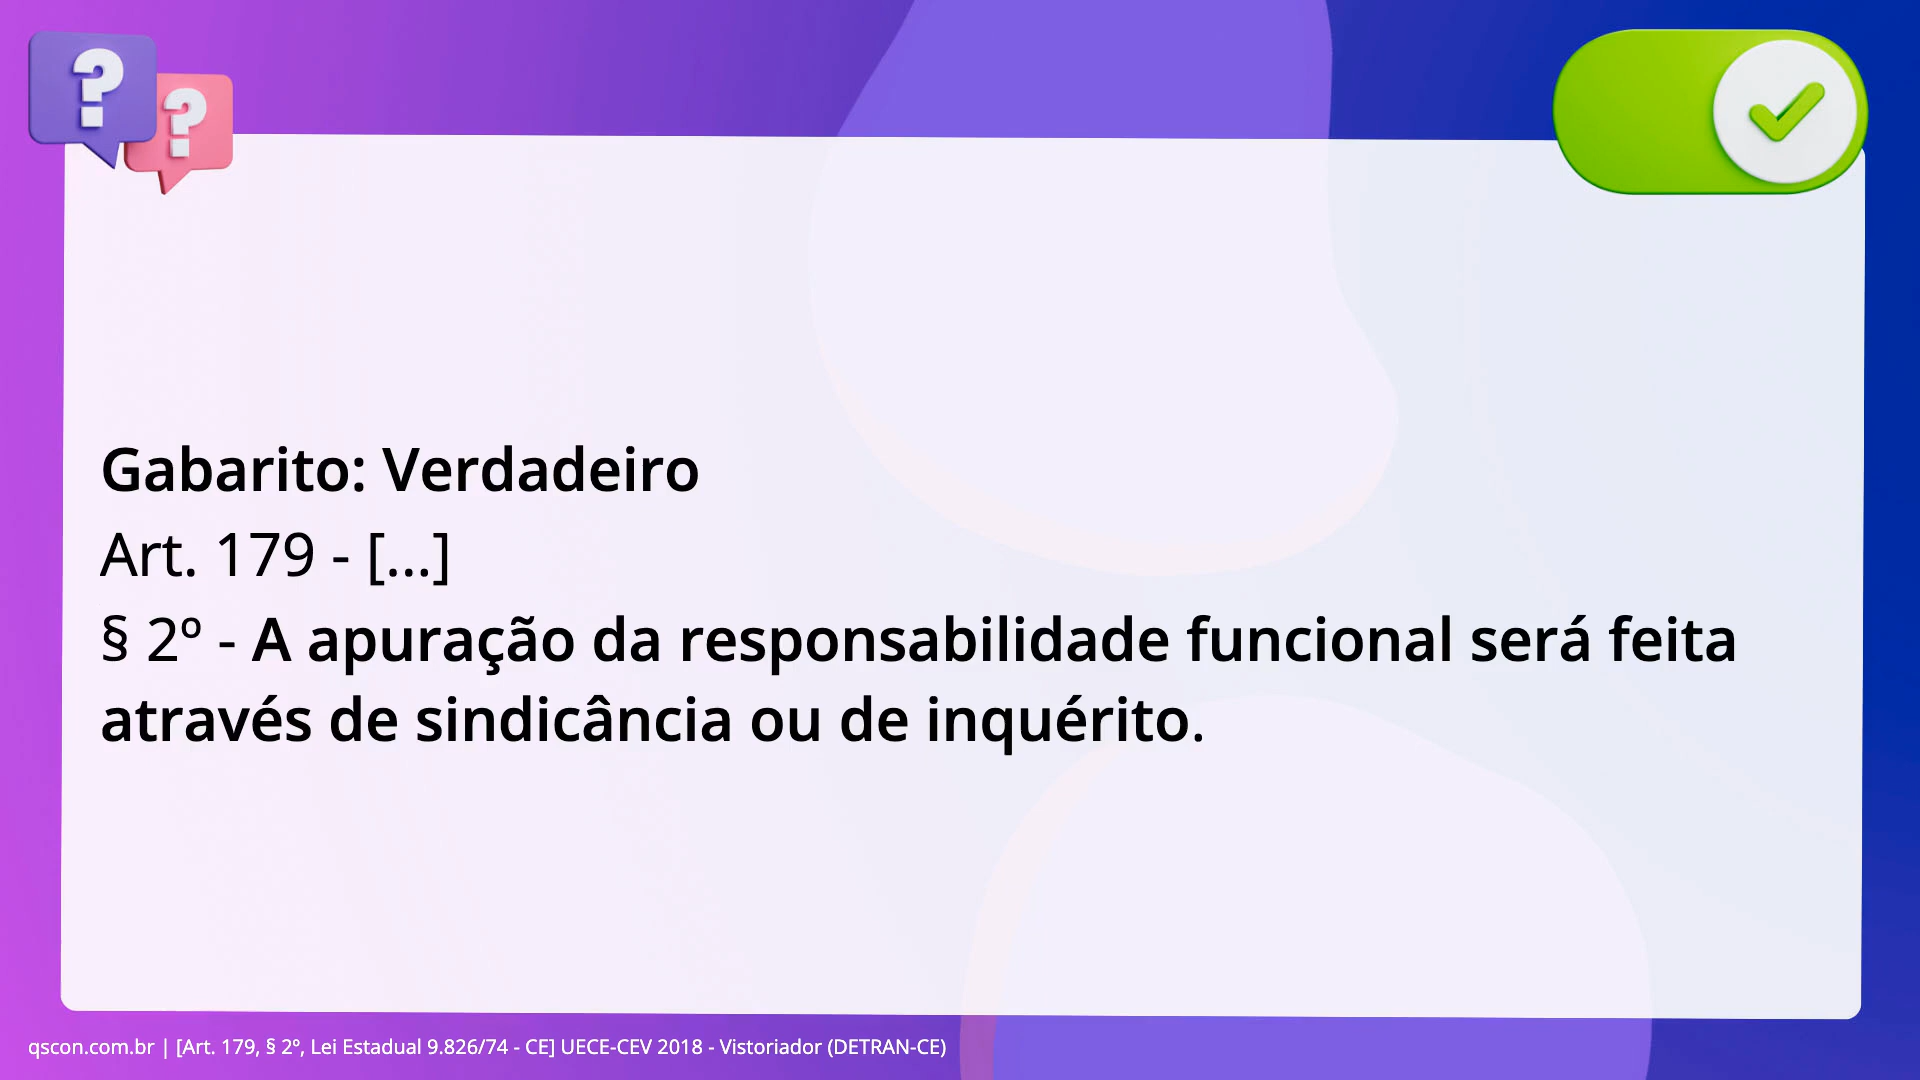 Gabarito: Verdadeiro
Art. 179 - [...]
§ 2º - A apuração da responsabilidade funcional será feita
através de sindicância ou de inquérito.
qscon.com.br | [Art. 179, § 2º, Lei Estadual 9.826/74 - CE] UECE-CEV 2018 - Vistoriador (DETRAN-CE)